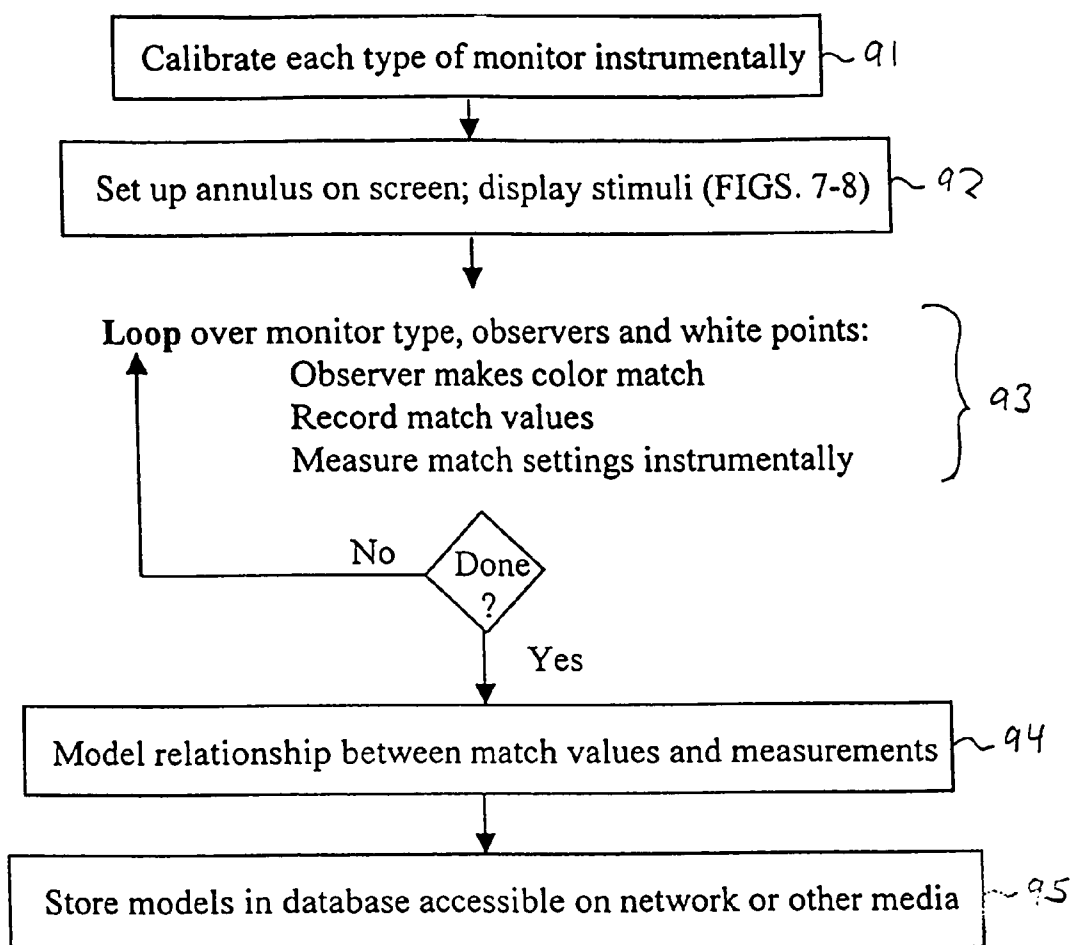 Calibrate each type of monitor instrumentally 91
Set up annulus on screen; display stimuli (FIGS. 7-8) 92
Loop over monitor type, observers and white points:
Observer makes color match
Record match values
Measure match settings instrumentally
93
No
Done
?
Yes
Model relationship between match values and measurements 94
Store models in database accessible on network or other media 95